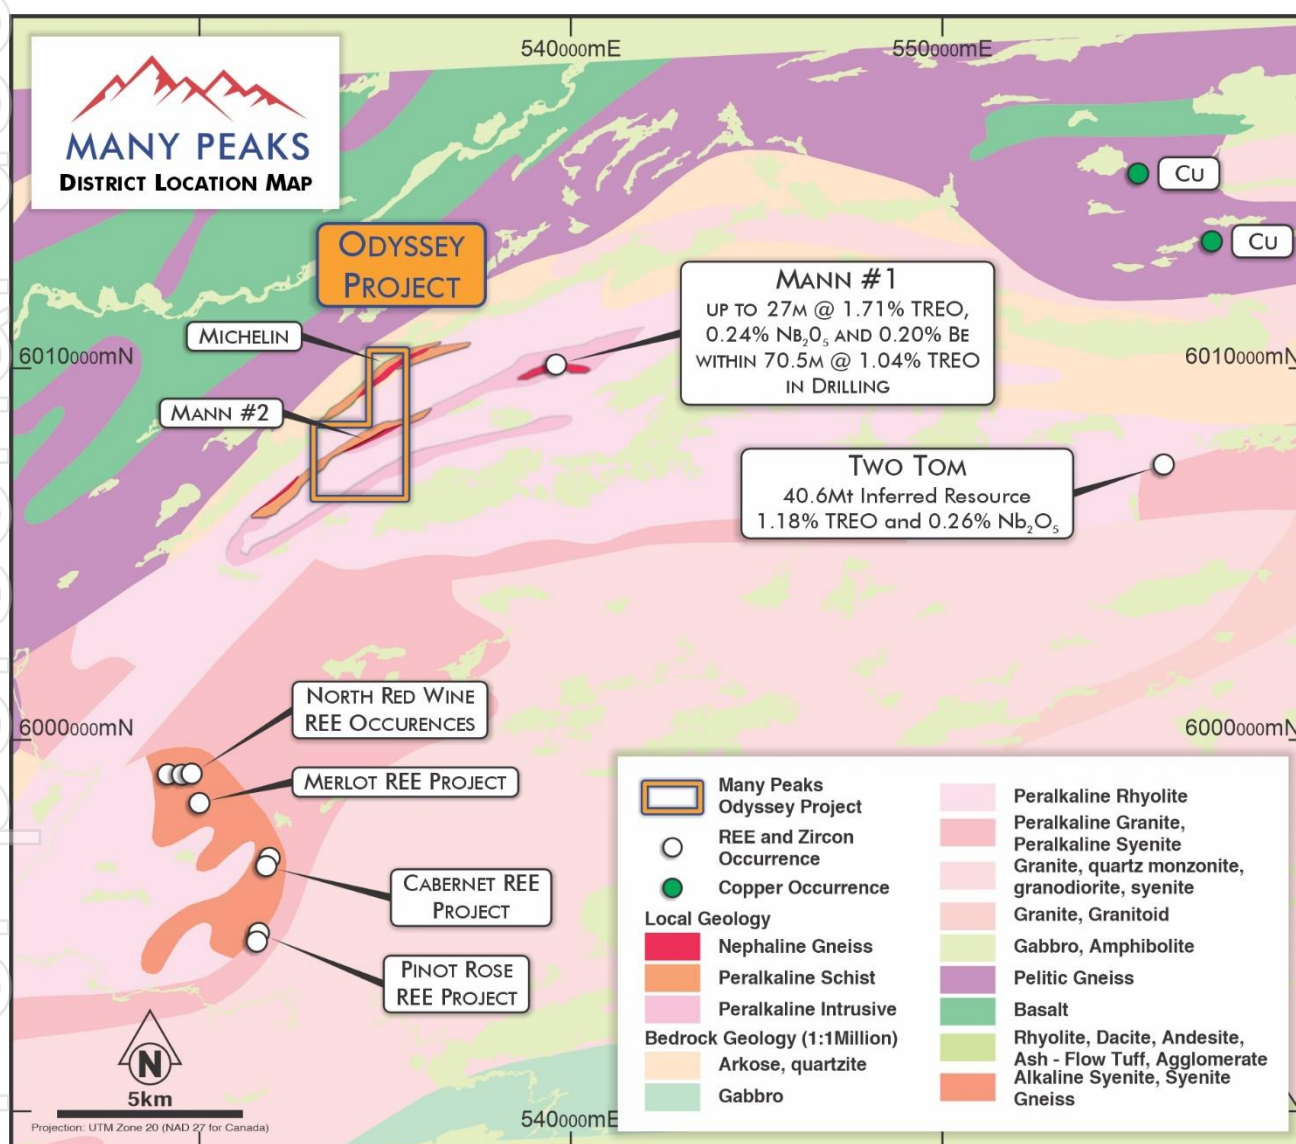 540000mE
550000mE
MANY PEAKS
DISTRICT LOCATION MAP
Cu
Cu
ODYSSEY
PROJECT
MANN #1
UP TO 27M @ 1.71% TREO,
0.24% Nb₂O₅ AND 0.20% BE
WITHIN 70.5M @ 1.04% TREO
IN DRILLING
MICHELIN
6010000mN
6010000mN
MANN #2
TWO TOM
40.6Mt Inferred Resource
1.18% TREO and 0.26% Nb₂O₅
NORTH RED WINE
REE OCCURENCES
6000000mN
6000000mN
MERLOT REE PROJECT
CABERNET REE
PROJECT
PINOT ROSE
REE PROJECT
Many Peaks
Odyssey Project
REE and Zircon
Occurrence
Copper Occurrence
Local Geology
Nephaline Gneiss
Peralkaline Schist
Peralkaline Intrusive
Bedrock Geology (1:1Million)
Arkose, quartzite
Gabbro
Peralkaline Rhyolite
Peralkaline Granite,
Peralkaline Syenite
Granite, quartz monzonite,
granodiorite, syenite
Granite, Granitoid
Gabbro, Amphibolite
Pelitic Gneiss
Basalt
Rhyolite, Dacite, Andesite,
Ash - Flow Tuff, Agglomerate
Alkaline Syenite, Syenite
Gneiss
N
5km
Projection: UTM Zone 20 (NAD 27 for Canada)
540000mE